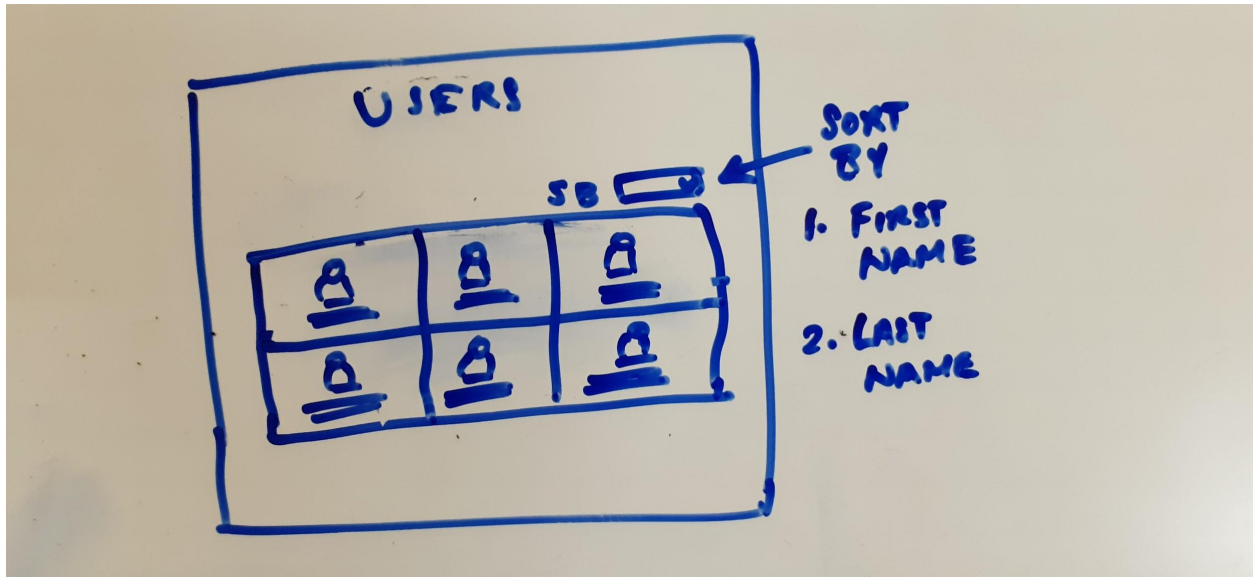 USERS
SB
SORT
BY
1. FIRST
NAME
2. LAST
NAME